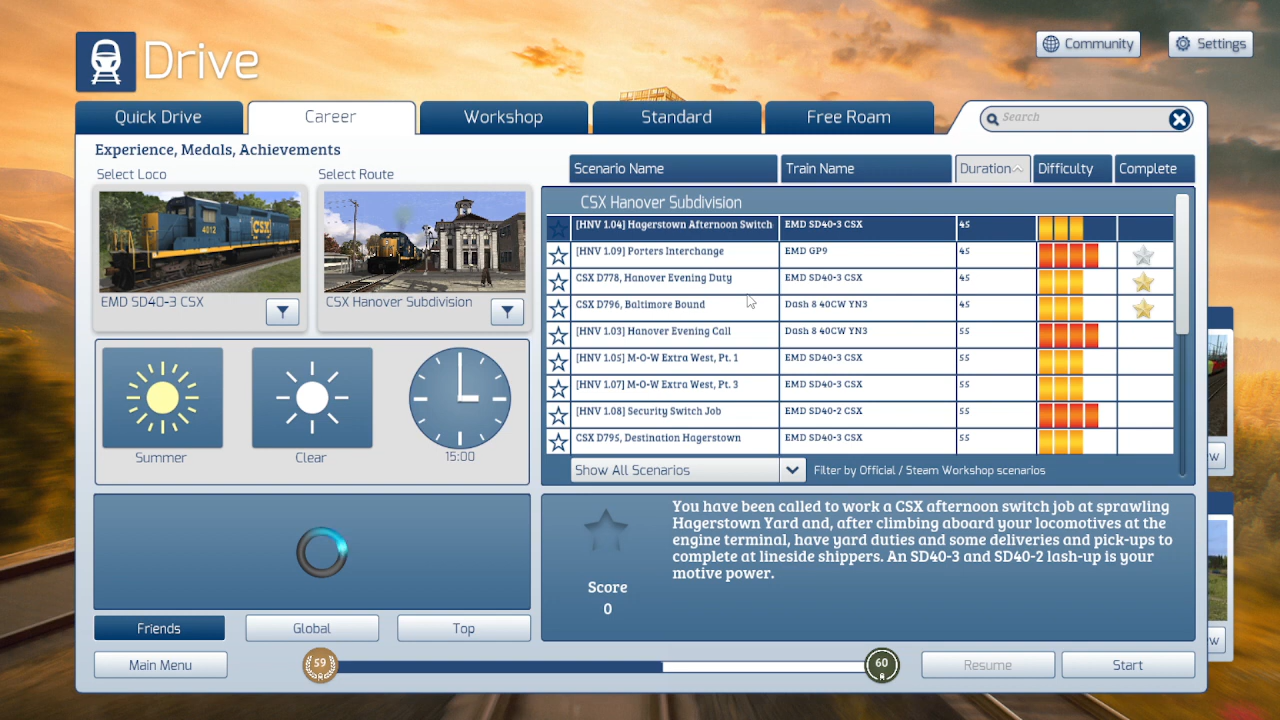 Drive
Community
Settings
Quick Drive
Career
Workshop
Standard
Free Roam
Search
Experience, Medals, Achievements
Select Loco
Select Route
4012
CSX
EMD SD40-3 CSX
CSX Hanover Subdivision
Summer
Clear
15:00
Scenario Name Train Name Duration Difficulty Complete
CSX Hanover Subdivision
[HNV 1.04] Hagerstown Afternoon Switch EMD SD40-3 CSX 45
[HNV 1.09] Porters Interchange EMD GP9 45
CSX D778, Hanover Evening Duty EMD SD40-3 CSX 45
CSX D796, Baltimore Bound Dash 8 40CW YN3 45
[HNV 1.03] Hanover Evening Call Dash 8 40CW YN3 55
[HNV 1.05] M-O-W Extra West, Pt. 1 EMD SD40-3 CSX 55
[HNV 1.07] M-O-W Extra West, Pt. 3 EMD SD40-3 CSX 55
[HNV 1.08] Security Switch Job EMD SD40-2 CSX 55
CSX D795, Destination Hagerstown EMD SD40-3 CSX 55
Show All Scenarios
Filter by Official / Steam Workshop scenarios
Score
0
You have been called to work a CSX afternoon switch job at sprawling
Hagerstown Yard and, after climbing aboard your locomotives at the
engine terminal, have yard duties and some deliveries and pick-ups to
complete at lineside shippers. An SD40-3 and SD40-2 lash-up is your
motive power.
Friends
Global
Top
Main Menu
59
60
Resume
Start